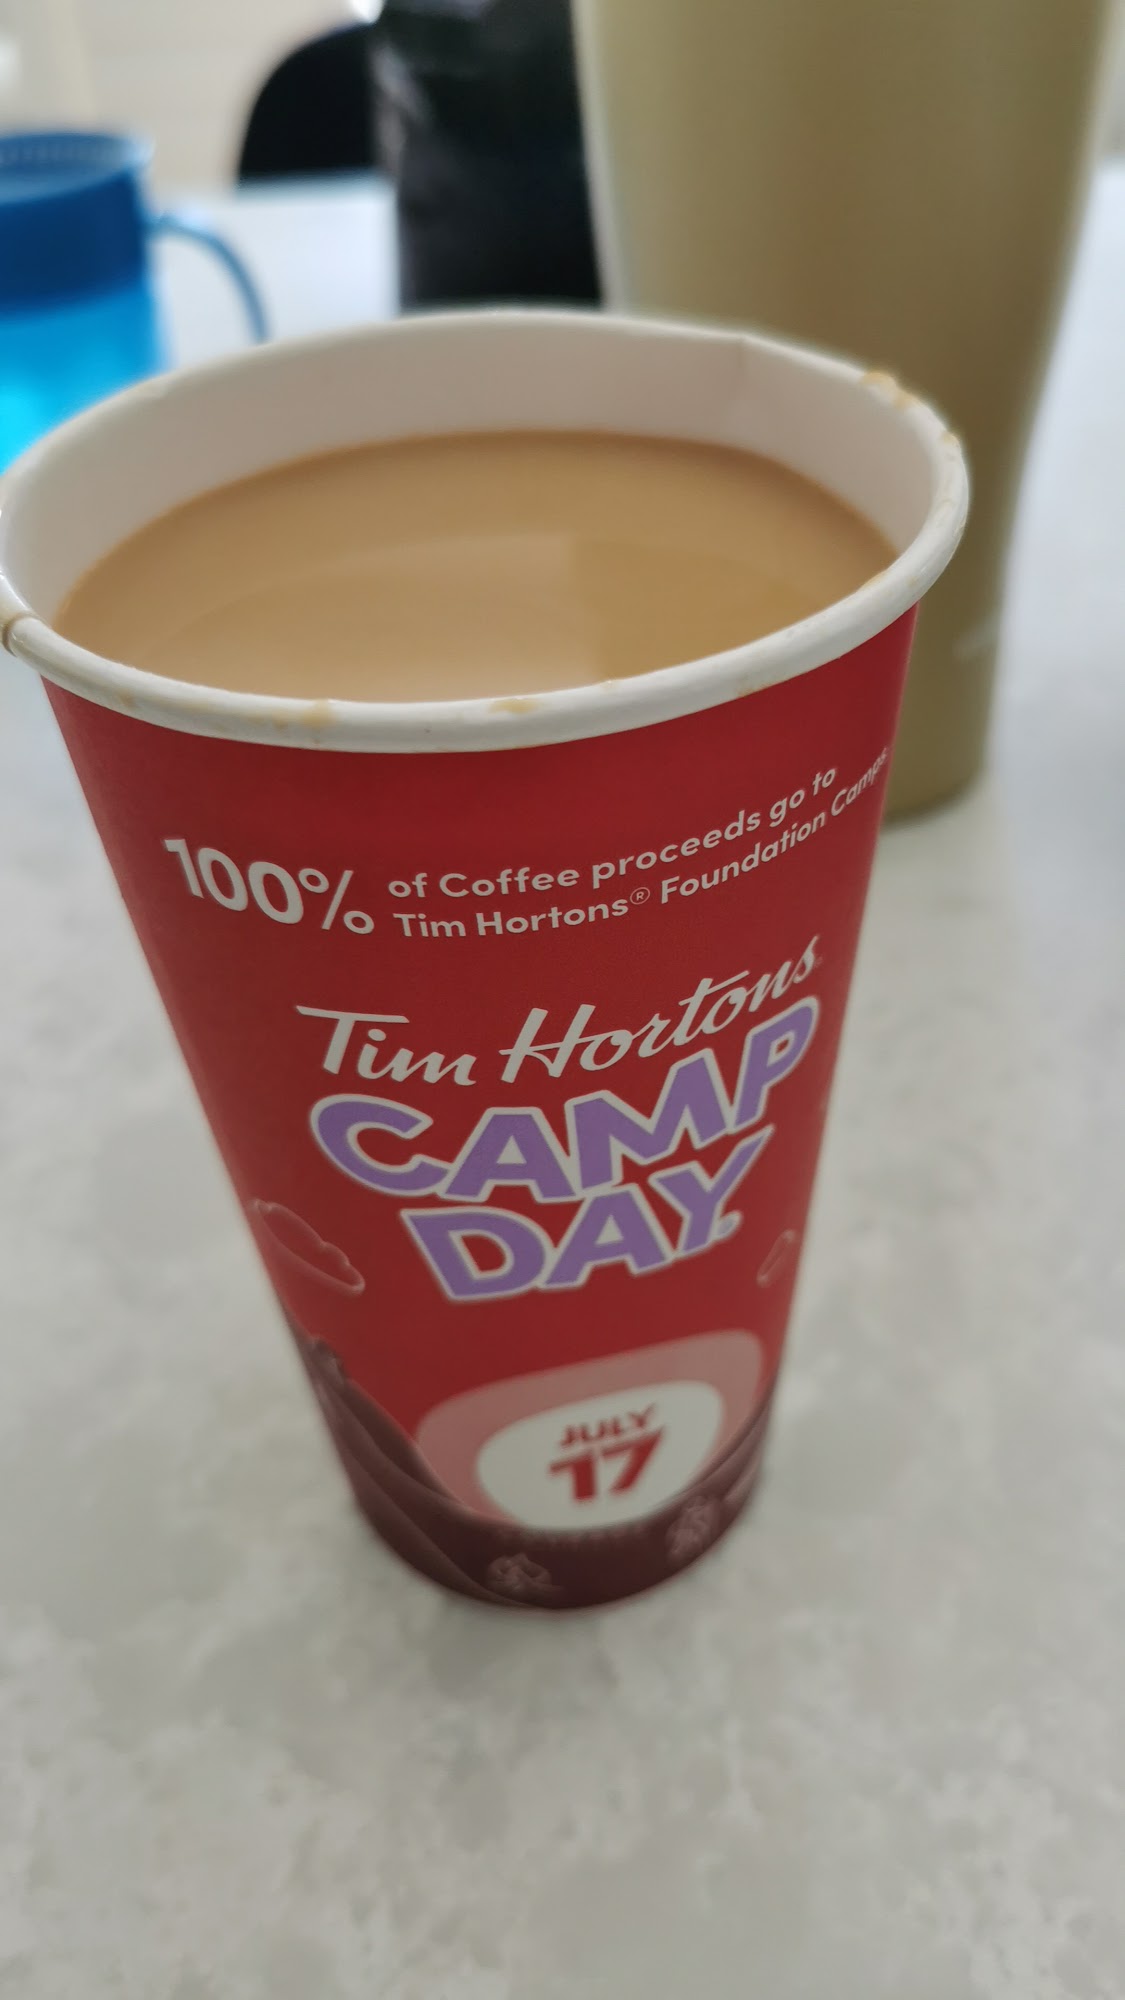 100% of Coffee proceeds go to
Tim Hortons® Foundation Camps
Tim Hortons
CAMP
DAY
JULY
17